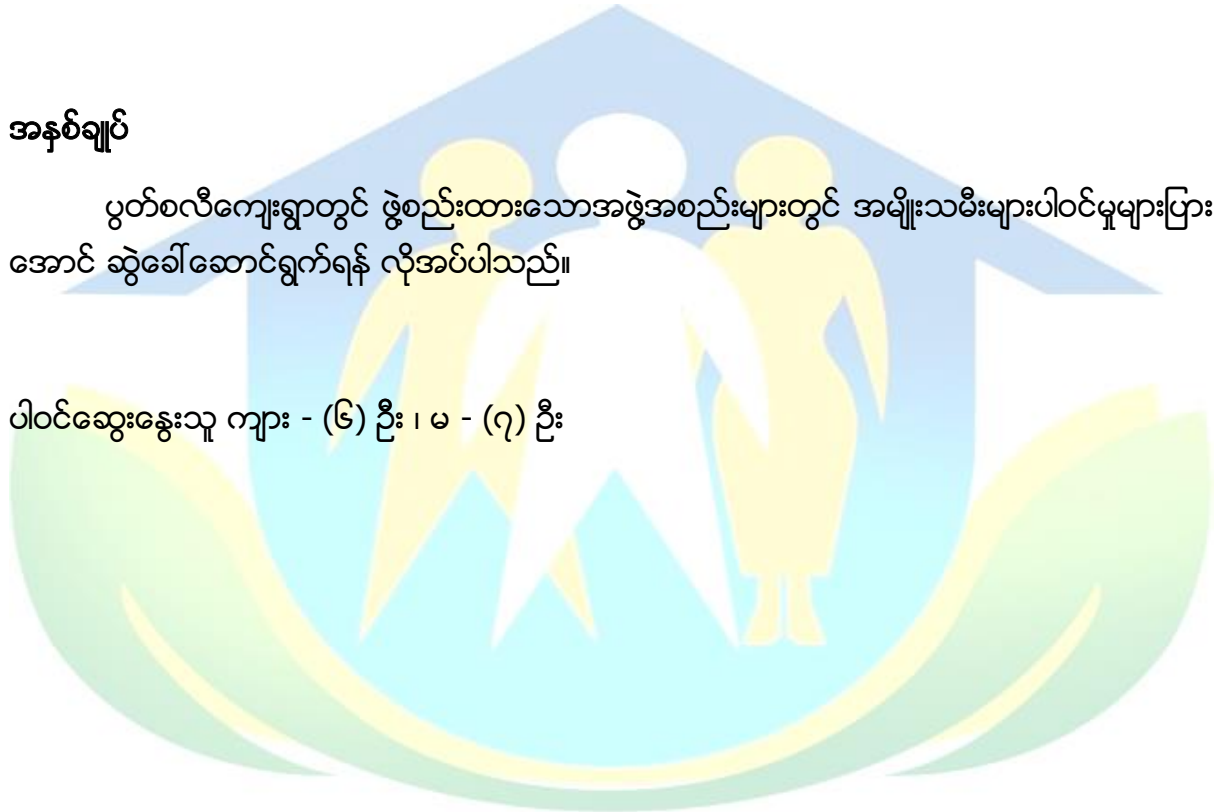 အနှစ်ချုပ်
ပွတ်စလီကျေးရွာတွင် ဖွဲ့စည်းထားသောအဖွဲ့အစည်းများတွင် အမျိုးသမီးများပါဝင်မှုများပြား
အောင် ဆွဲခေါ်ဆောင်ရွက်ရန် လိုအပ်ပါသည်။
ပါဝင်ဆွေးနွေးသူ ကျား - (၆) ဦး ၊ မ - (၇) ဦး